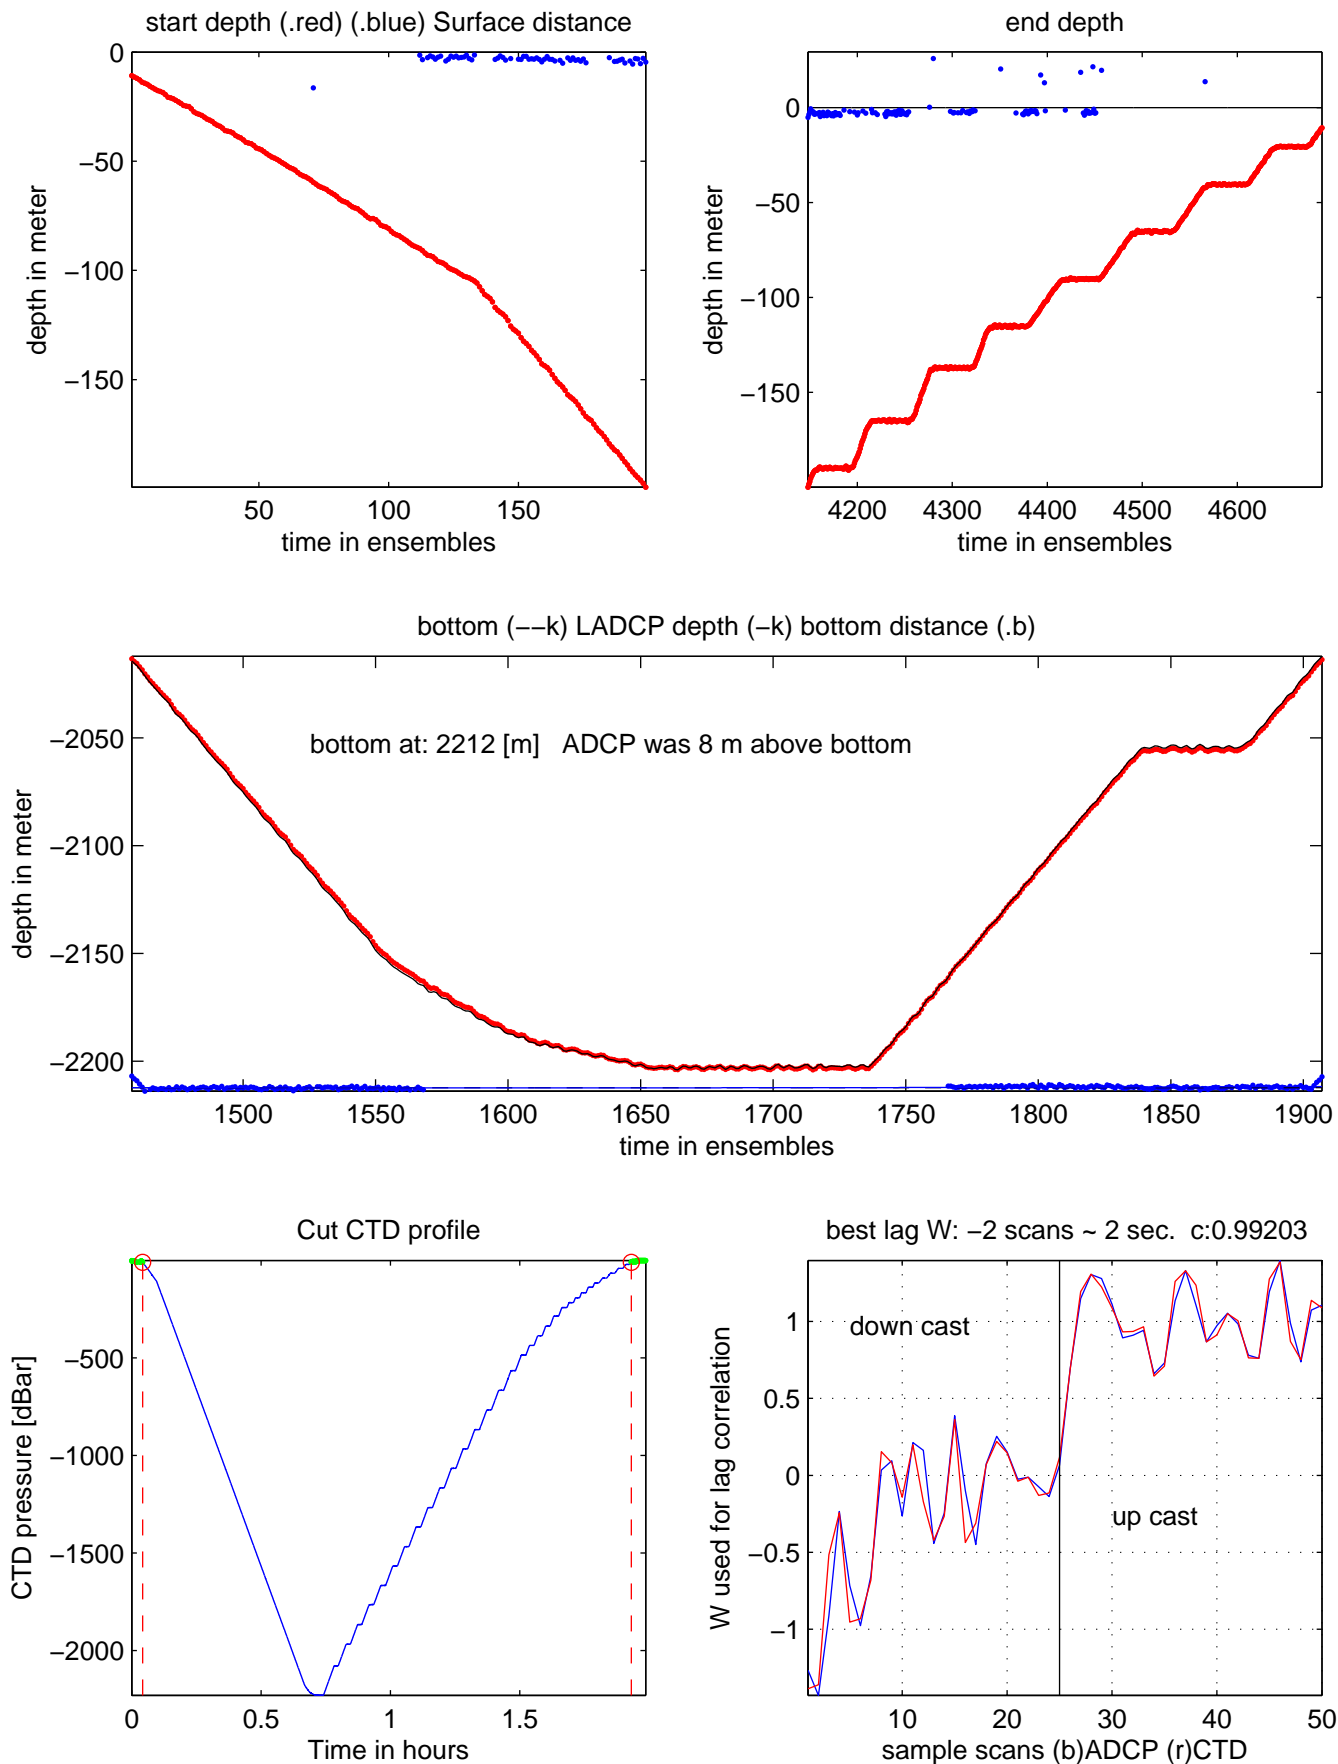 start depth (.red) (.blue) Surface distance
0
−50
−100
−150
depth in meter
50
100
150
time in ensembles
end depth
0
−50
−100
−150
depth in meter
4200
4300
4400
4500
4600
time in ensembles
bottom (−−k) LADCP depth (−k) bottom distance (.b)
−2050
−2100
−2150
−2200
depth in meter
bottom at: 2212 [m]   ADCP was 8 m above bottom
1500
1550
1600
1650
1700
1750
1800
1850
1900
time in ensembles
Cut CTD profile
−500
−1000
−1500
−2000
CTD pressure [dBar]
0
0.5
1
1.5
Time in hours
best lag W: −2 scans ~ 2 sec.  c:0.99203
1
0.5
0
−0.5
−1
W used for lag correlation
down cast
up cast
10
20
30
40
50
sample scans (b)ADCP (r)CTD